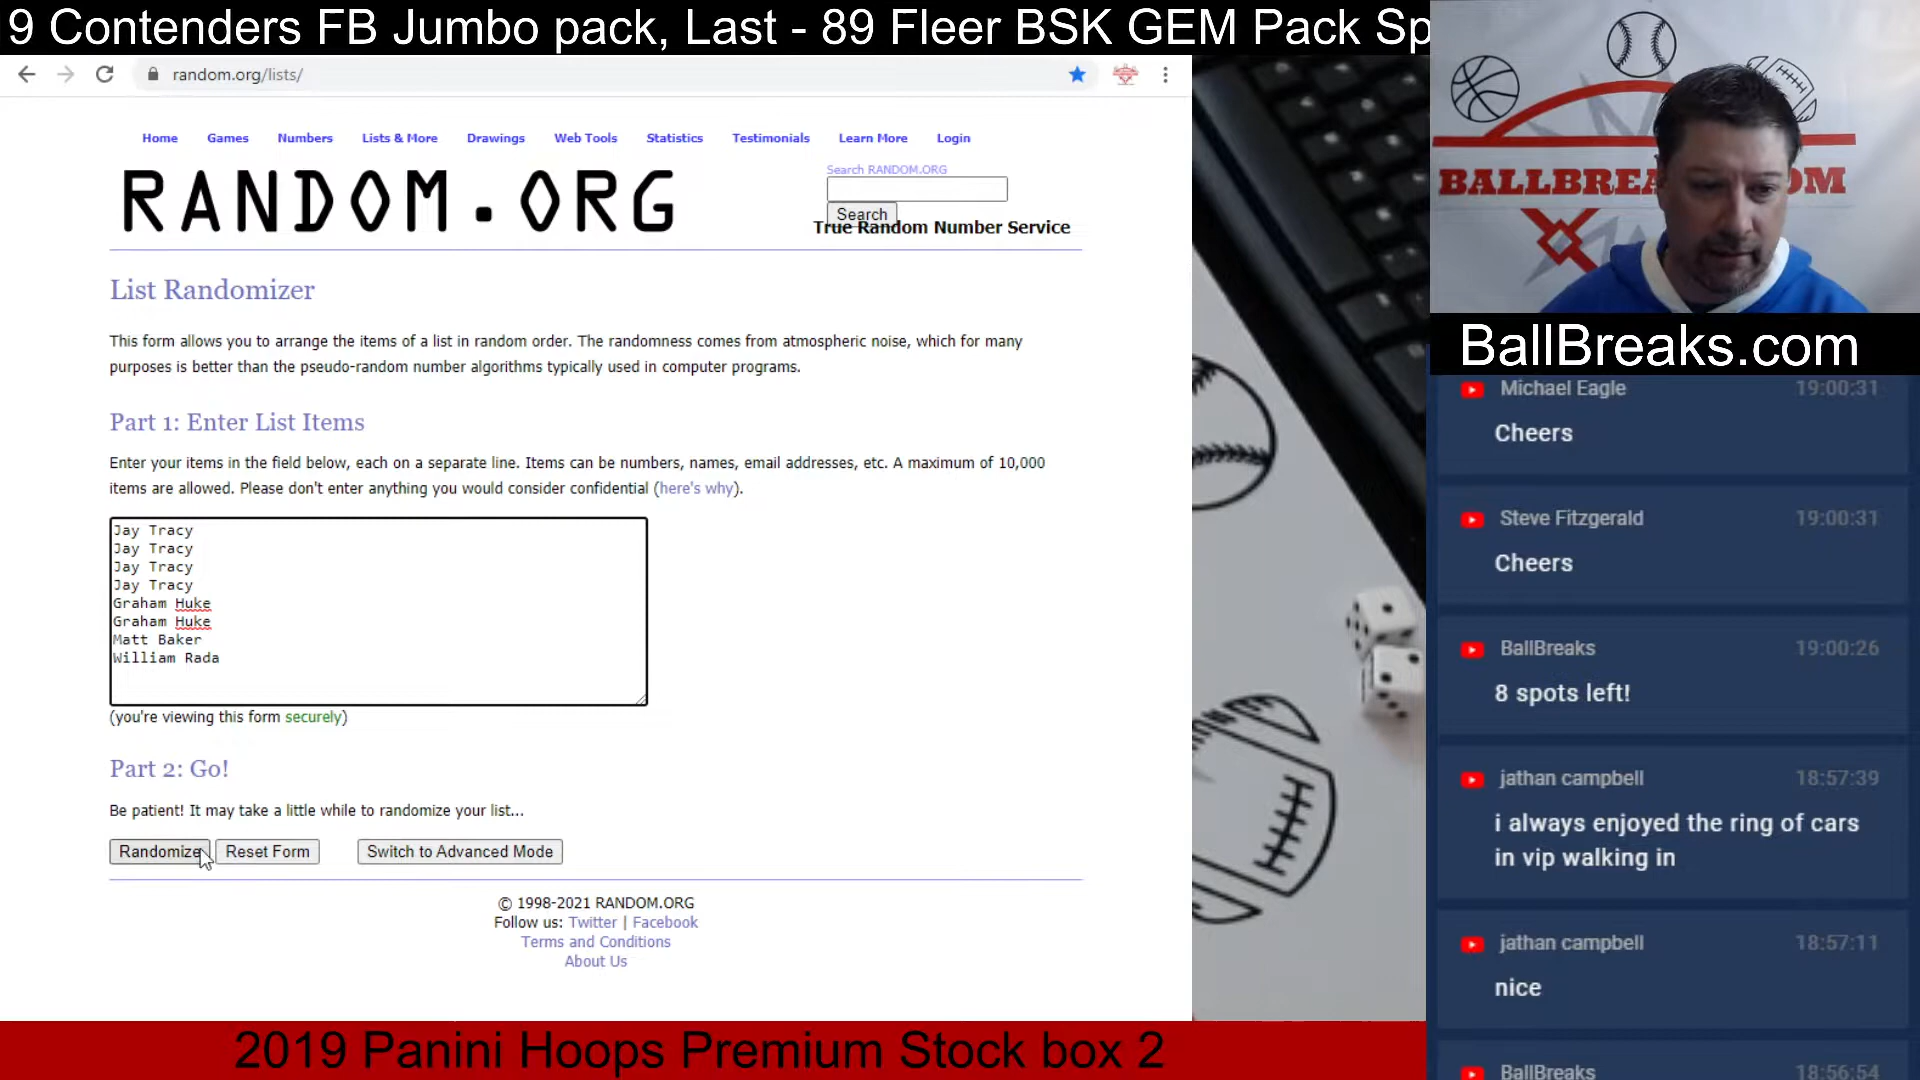 9 Contenders FB Jumbo pack, Last - 89 Fleer BSK GEM Pack Sp
random.org/lists/
Home Games Numbers Lists & More Drawings Web Tools Statistics Testimonials Learn More Login
RANDOM.ORG
Search RANDOM.ORG
Search
True Random Number Service
List Randomizer
This form allows you to arrange the items of a list in random order. The randomness comes from atmospheric noise, which for many
purposes is better than the pseudo-random number algorithms typically used in computer programs.
Part 1: Enter List Items
Enter your items in the field below, each on a separate line. Items can be numbers, names, email addresses, etc. A maximum of 10,000
items are allowed. Please don't enter anything you would consider confidential (here's why).
Jay Tracy
Jay Tracy
Jay Tracy
Jay Tracy
Graham Huke
Graham Huke
Matt Baker
William Rada
(you're viewing this form securely)
Part 2: Go!
Be patient! It may take a little while to randomize your list...
Randomize Reset Form Switch to Advanced Mode
© 1998-2021 RANDOM.ORG
Follow us: Twitter | Facebook
Terms and Conditions
About Us
2019 Panini Hoops Premium Stock box 2
BallBreaks.com
Michael Eagle 19:00:31
Cheers
Steve Fitzgerald 19:00:31
Cheers
BallBreaks 19:00:26
8 spots left!
jathan campbell 18:57:39
i always enjoyed the ring of cars
in vip walking in
jathan campbell 18:57:11
nice
BallBreaks 18:56:54